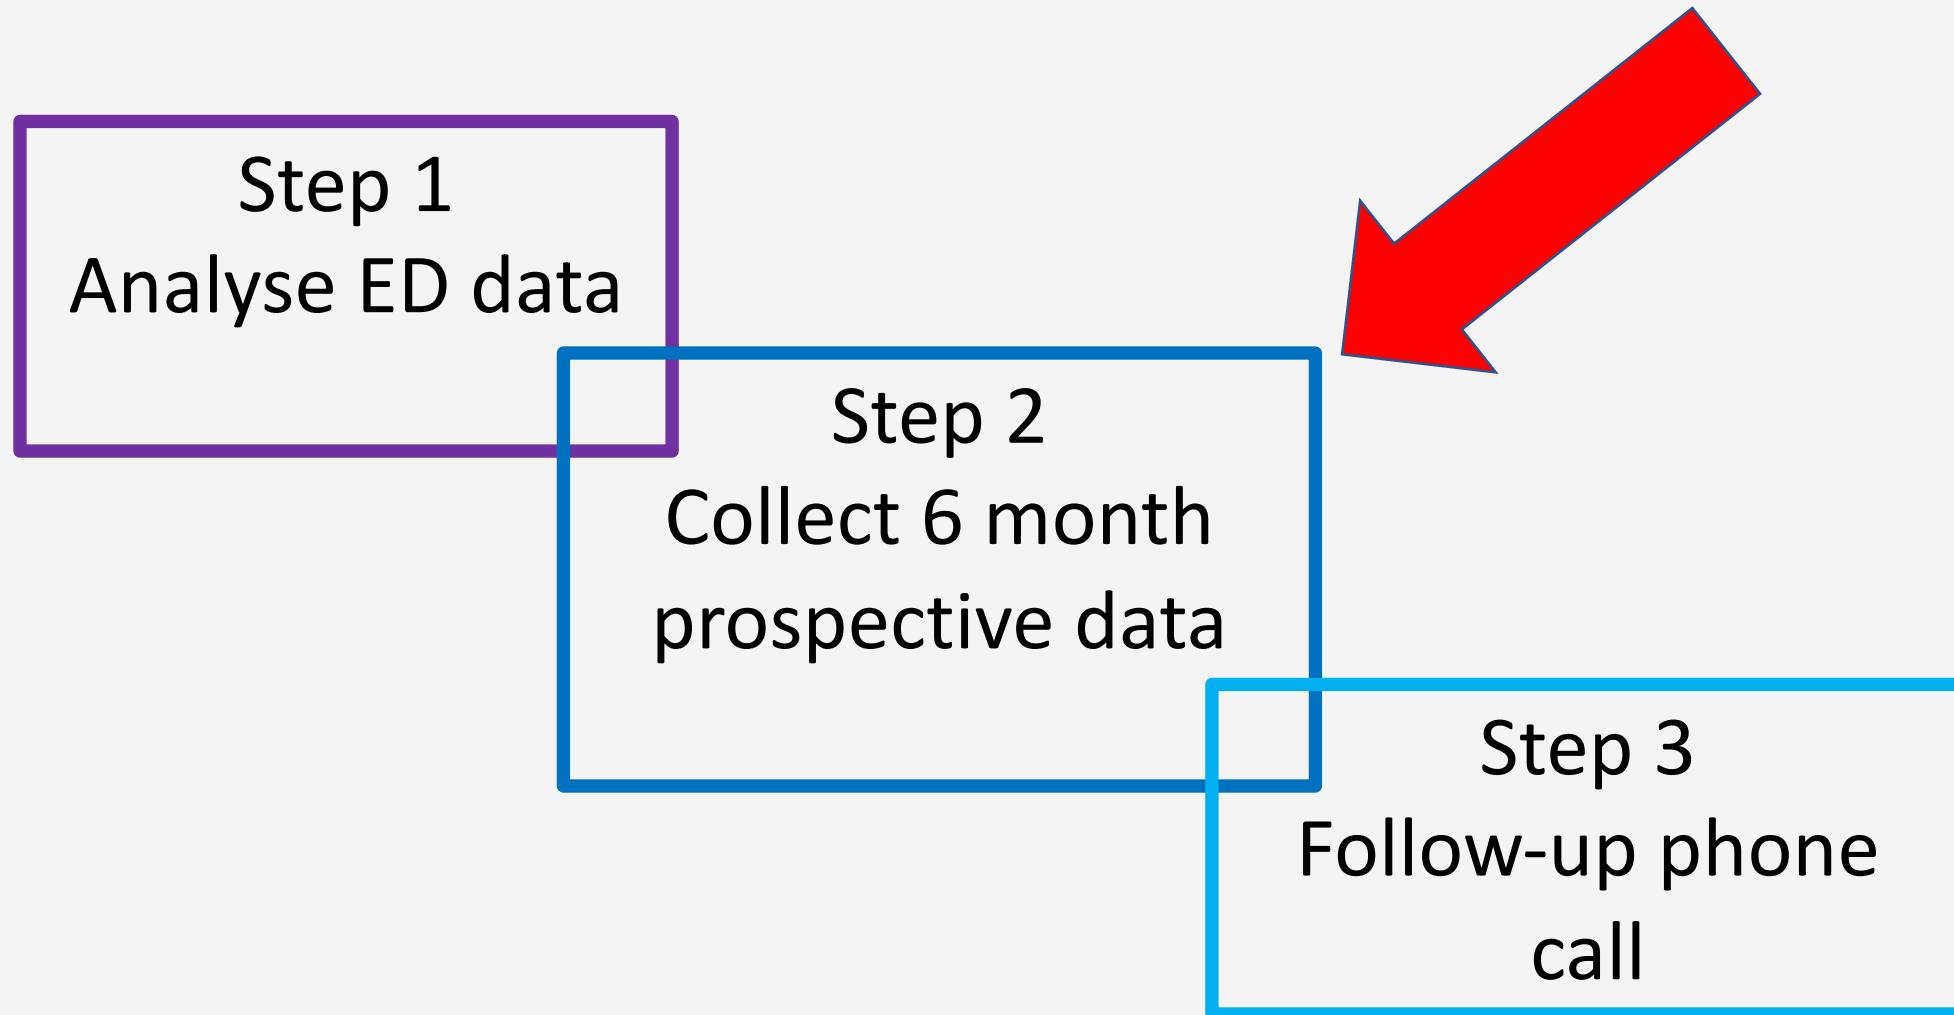 Step 1
Analyse ED data
Step 2
Collect 6 month
prospective data
Step 3
Follow-up phone
call